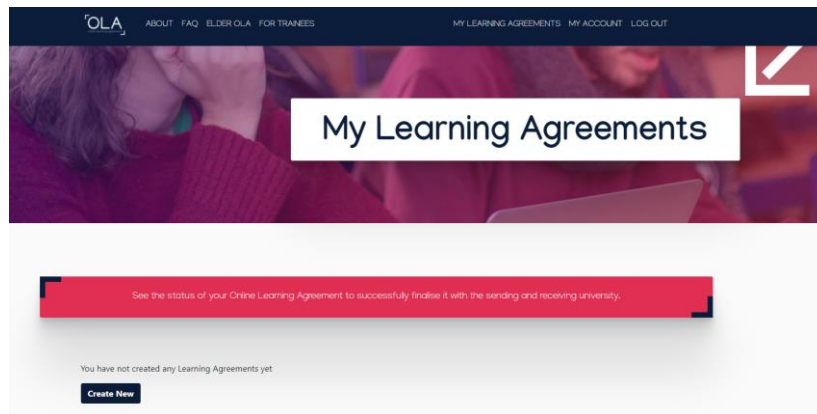 OLA ABOUT FAQ ELDER OLA FOR TRAINEES MY LEARNING AGREEMENTS MY ACCOUNT LOG OUT
My Learning Agreements
See the status of your Online Learning Agreement to successfully finalise it with the sending and receiving university.
You have not created any Learning Agreements yet
Create New